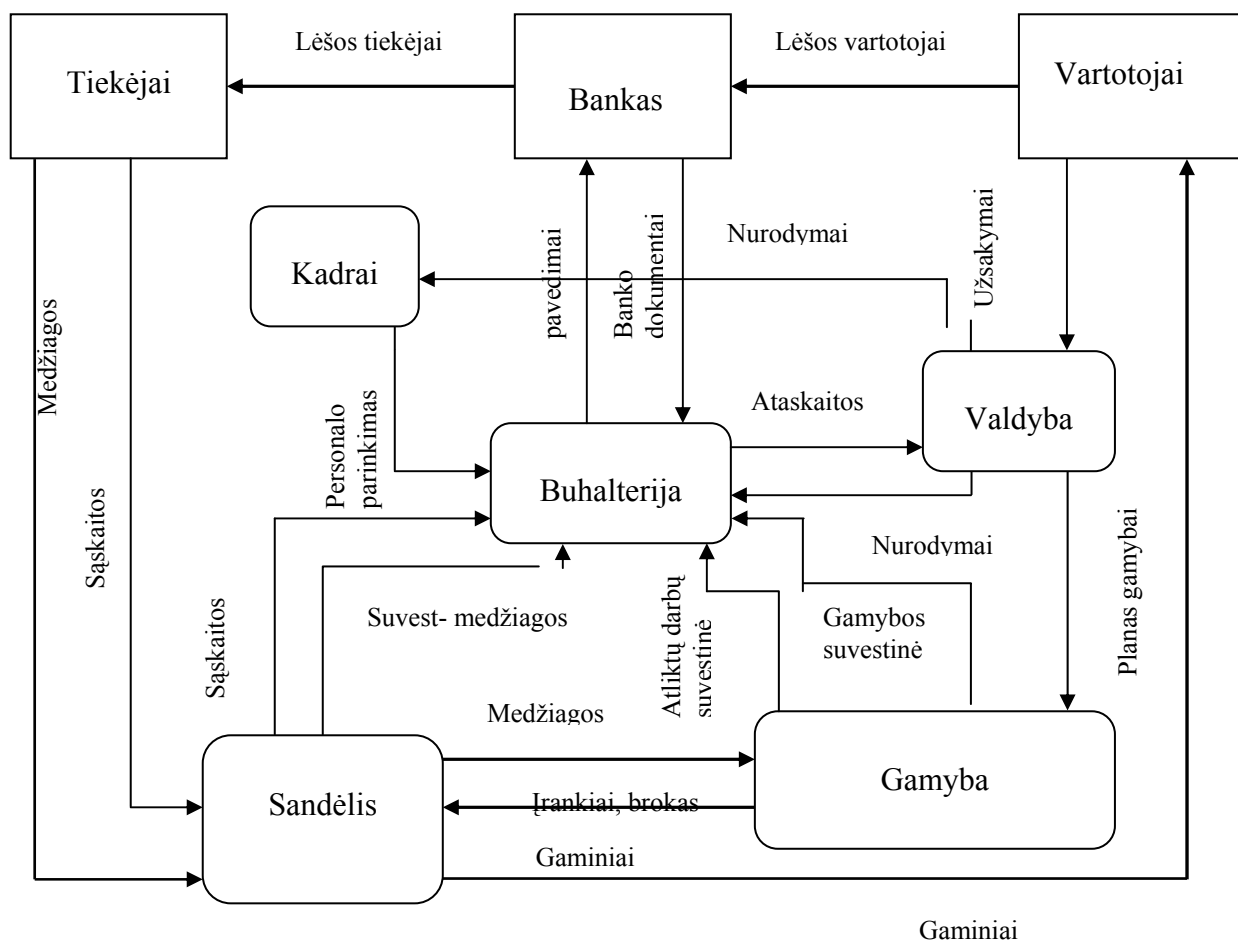 Lėšos tiekėjai
Lėšos vartotojai
Tiekėjai
Bankas
Vartotojai
Nurodymai
Kadrai
pavedimai
Banko
dokumentai
Užsakymai
Medžiagos
Ataskaitos
Valdyba
Personalo
parinkimas
Buhalterija
Sąskaitos
Nurodymai
Planas gamybai
Sąskaitos
Suvest- medžiagos
Atliktų darbų
suvestinė
Gamybos
suvestinė
Medžiagos
Sandėlis
Gamyba
Įrankiai, brokas
Gaminiai
Gaminiai